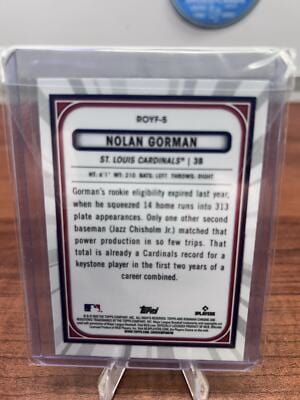 ROYF-5
NOLAN GORMAN
ST. LOUIS CARDINALS® | 3B
HT: 6'1" WT: 210 BATS: LEFT THROWS: RIGHT
Gorman's rookie eligibility expired last year,
when he squeezed 14 home runs into 313
plate appearances. Only one other second
baseman (Jazz Chisholm Jr.) matched that
power production in so few trips. That
total is already a Cardinals record for a
keystone player in the first two years of a
career combined.
Topps
PLAYERS